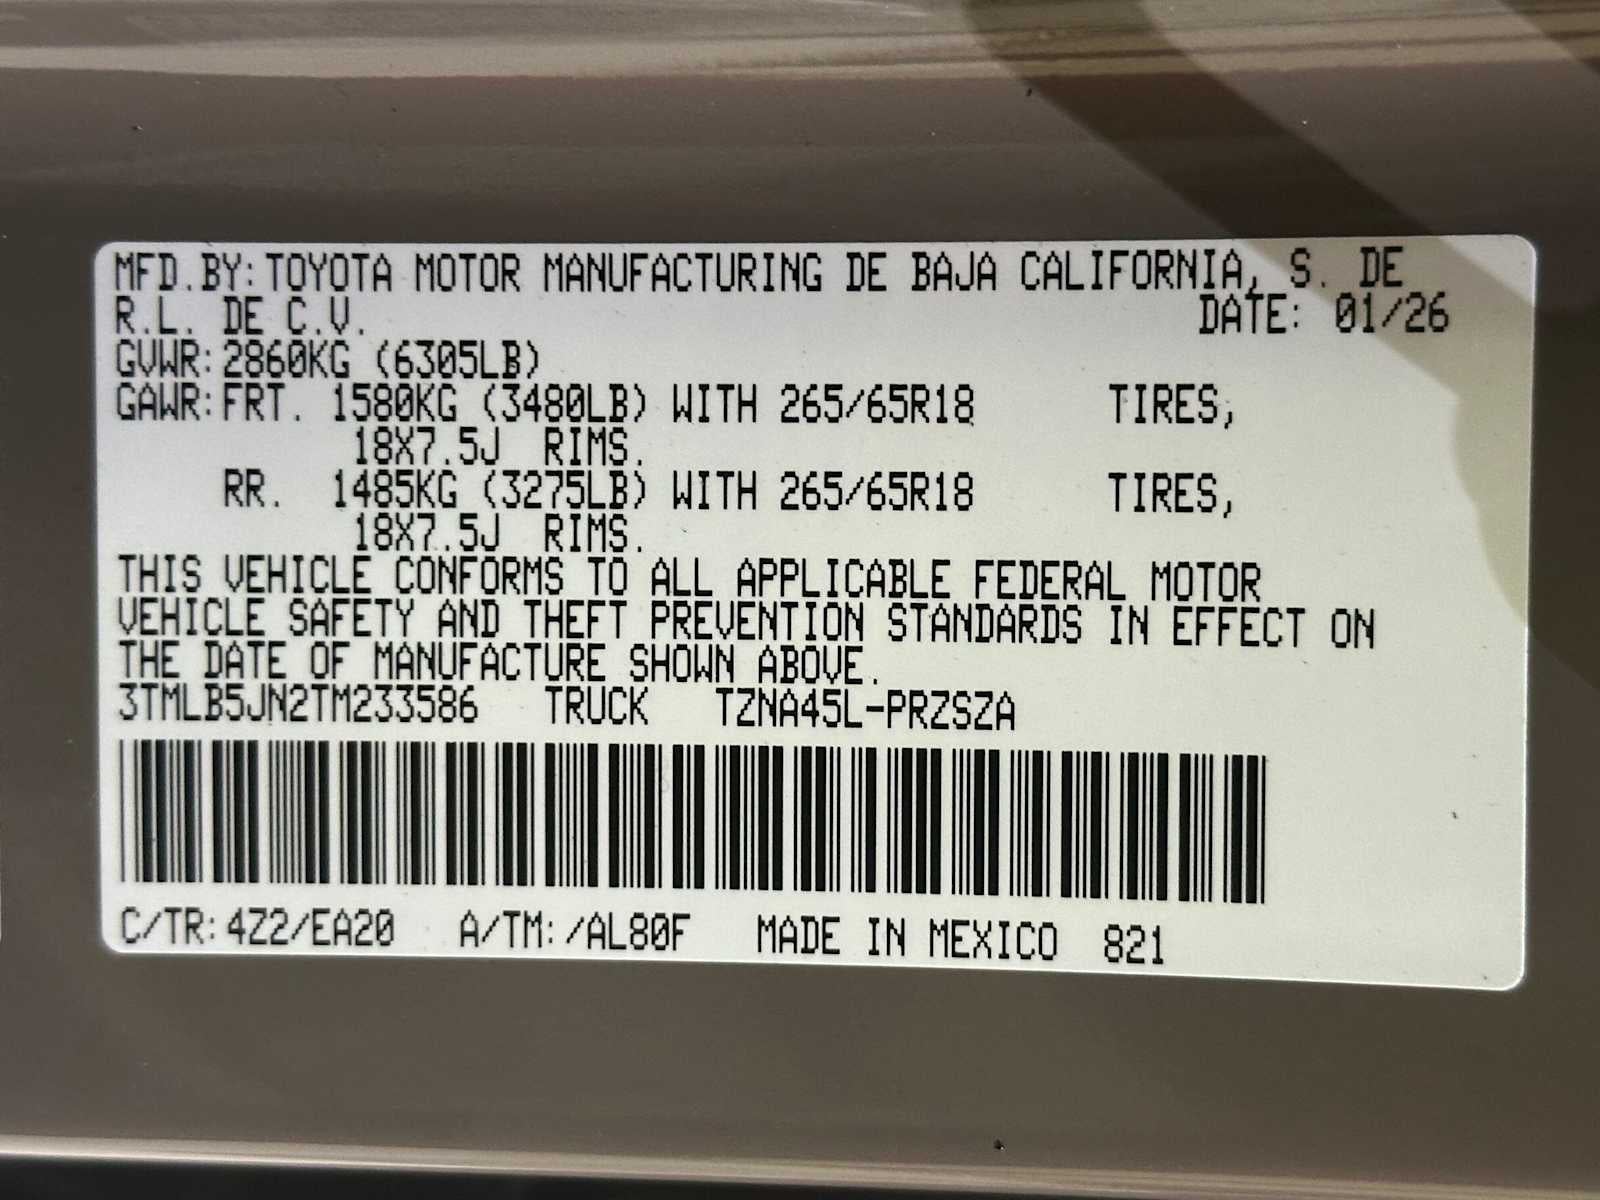 MFD.BY:TOYOTA MOTOR MANUFACTURING DE BAJA CALIFORNIA, S. DE
R.L. DE C.V. DATE: 01/26
GVWR:2860KG (6305LB)
GAWR:FRT. 1580KG (3480LB) WITH 265/65R18 TIRES,
18X7.5J RIMS.
RR. 1485KG (3275LB) WITH 265/65R18 TIRES,
18X7.5J RIMS.
THIS VEHICLE CONFORMS TO ALL APPLICABLE FEDERAL MOTOR
VEHICLE SAFETY AND THEFT PREVENTION STANDARDS IN EFFECT ON
THE DATE OF MANUFACTURE SHOWN ABOVE.
3TMLB5JN2TM233586 TRUCK TZNA45L-PRZSZA
C/TR:4Z2/EA20 A/TM:/AL80F MADE IN MEXICO 821